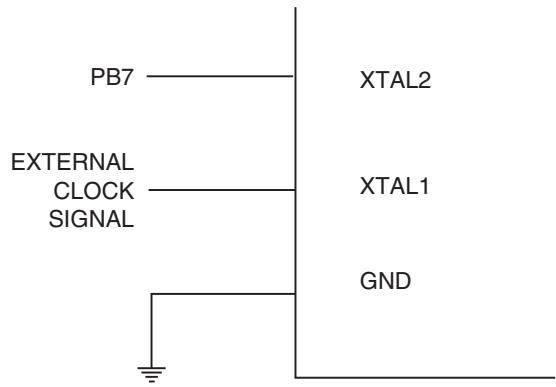 PB7
XTAL2
EXTERNAL
CLOCK
SIGNAL
XTAL1
GND